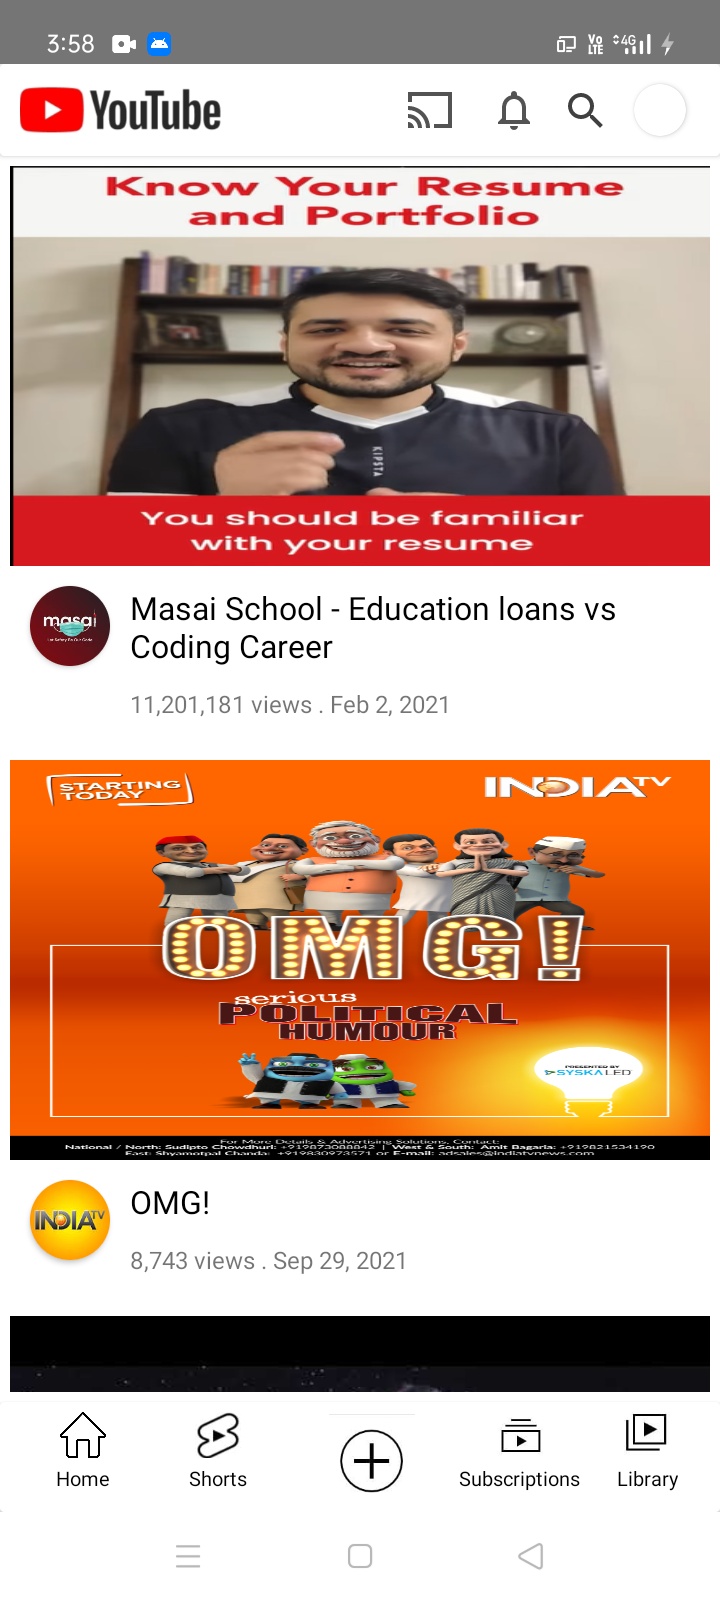 3:58
Vo
LTE
4G
YouTube
Know Your Resume
and Portfolio
KIPSTA
You should be familiar
with your resume
masai
Masai School - Education loans vs
Coding Career
11,201,181 views . Feb 2, 2021
STARTING
TODAY
INDIA TV
OMG!
serious
POLITICAL
HUMOUR
PRESENTED BY
SYSKA LED
For More Details & Advertising Solutions, Contact:
National / North: Sudipto Chowdhuri: +919873088842 | West & South: Amit Bagaria: +919821534190
East: Shyamotpal Chanda: +919830973571 or E-mail: adsales@indiatvnews.com
INDIA TV
OMG!
8,743 views . Sep 29, 2021
Home
Shorts
Subscriptions
Library